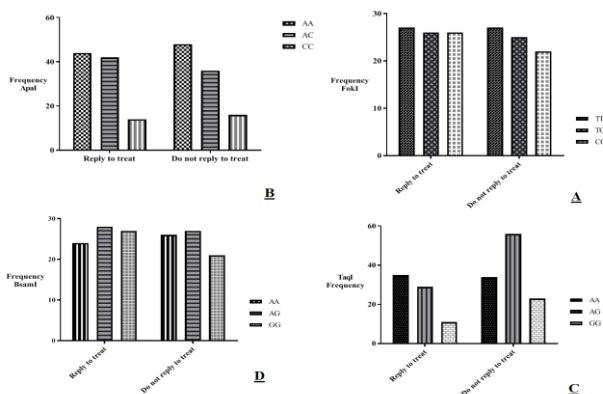 60
40
20
0
Frequency
ApaI
Reply to treat
Do not reply to treat
AA
AC
CC
B
30
20
10
0
Frequency
FokI
Reply to treat
Do not reply to treat
A
30
20
10
0
Frequency
BsamI
Reply to treat
Do not reply to treat
AA
AG
GG
D
60
40
20
0
TaqI
Frequency
Reply to treat
Do not reply to treat
AA
AG
GG
C